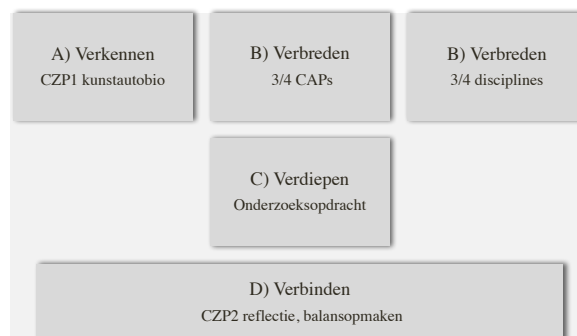 A) Verkennen
CZP1 kunstautobio
B) Verbreden
3/4 CAPs
B) Verbreden
3/4 disciplines
C) Verdiepen
Onderzoeksopdracht
D) Verbinden
CZP2 reflectie, balansopmaken